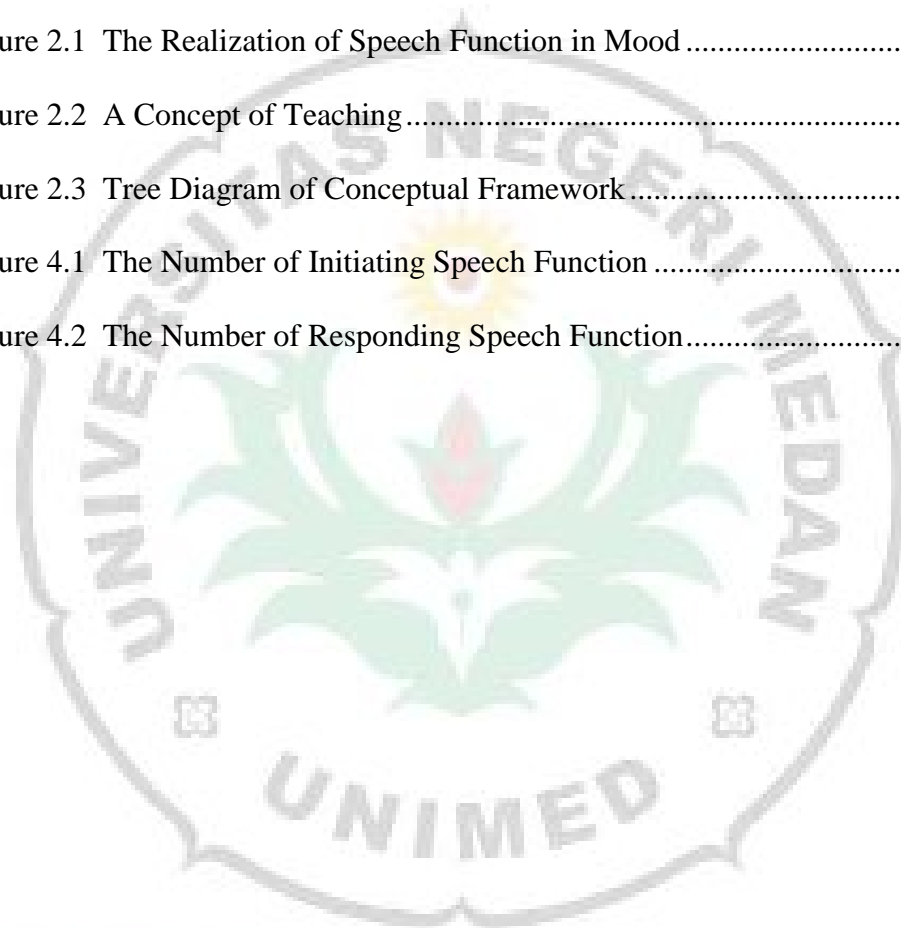 ure 2.1 The Realization of Speech Function in Mood ..........................
ure 2.2 A Concept of Teaching .............................................................
ure 2.3 Tree Diagram of Conceptual Framework .................................
ure 4.1 The Number of Initiating Speech Function ..............................
ure 4.2 The Number of Responding Speech Function ..........................
UNIVERSITAS NEGERI MEDAN
UNIMED